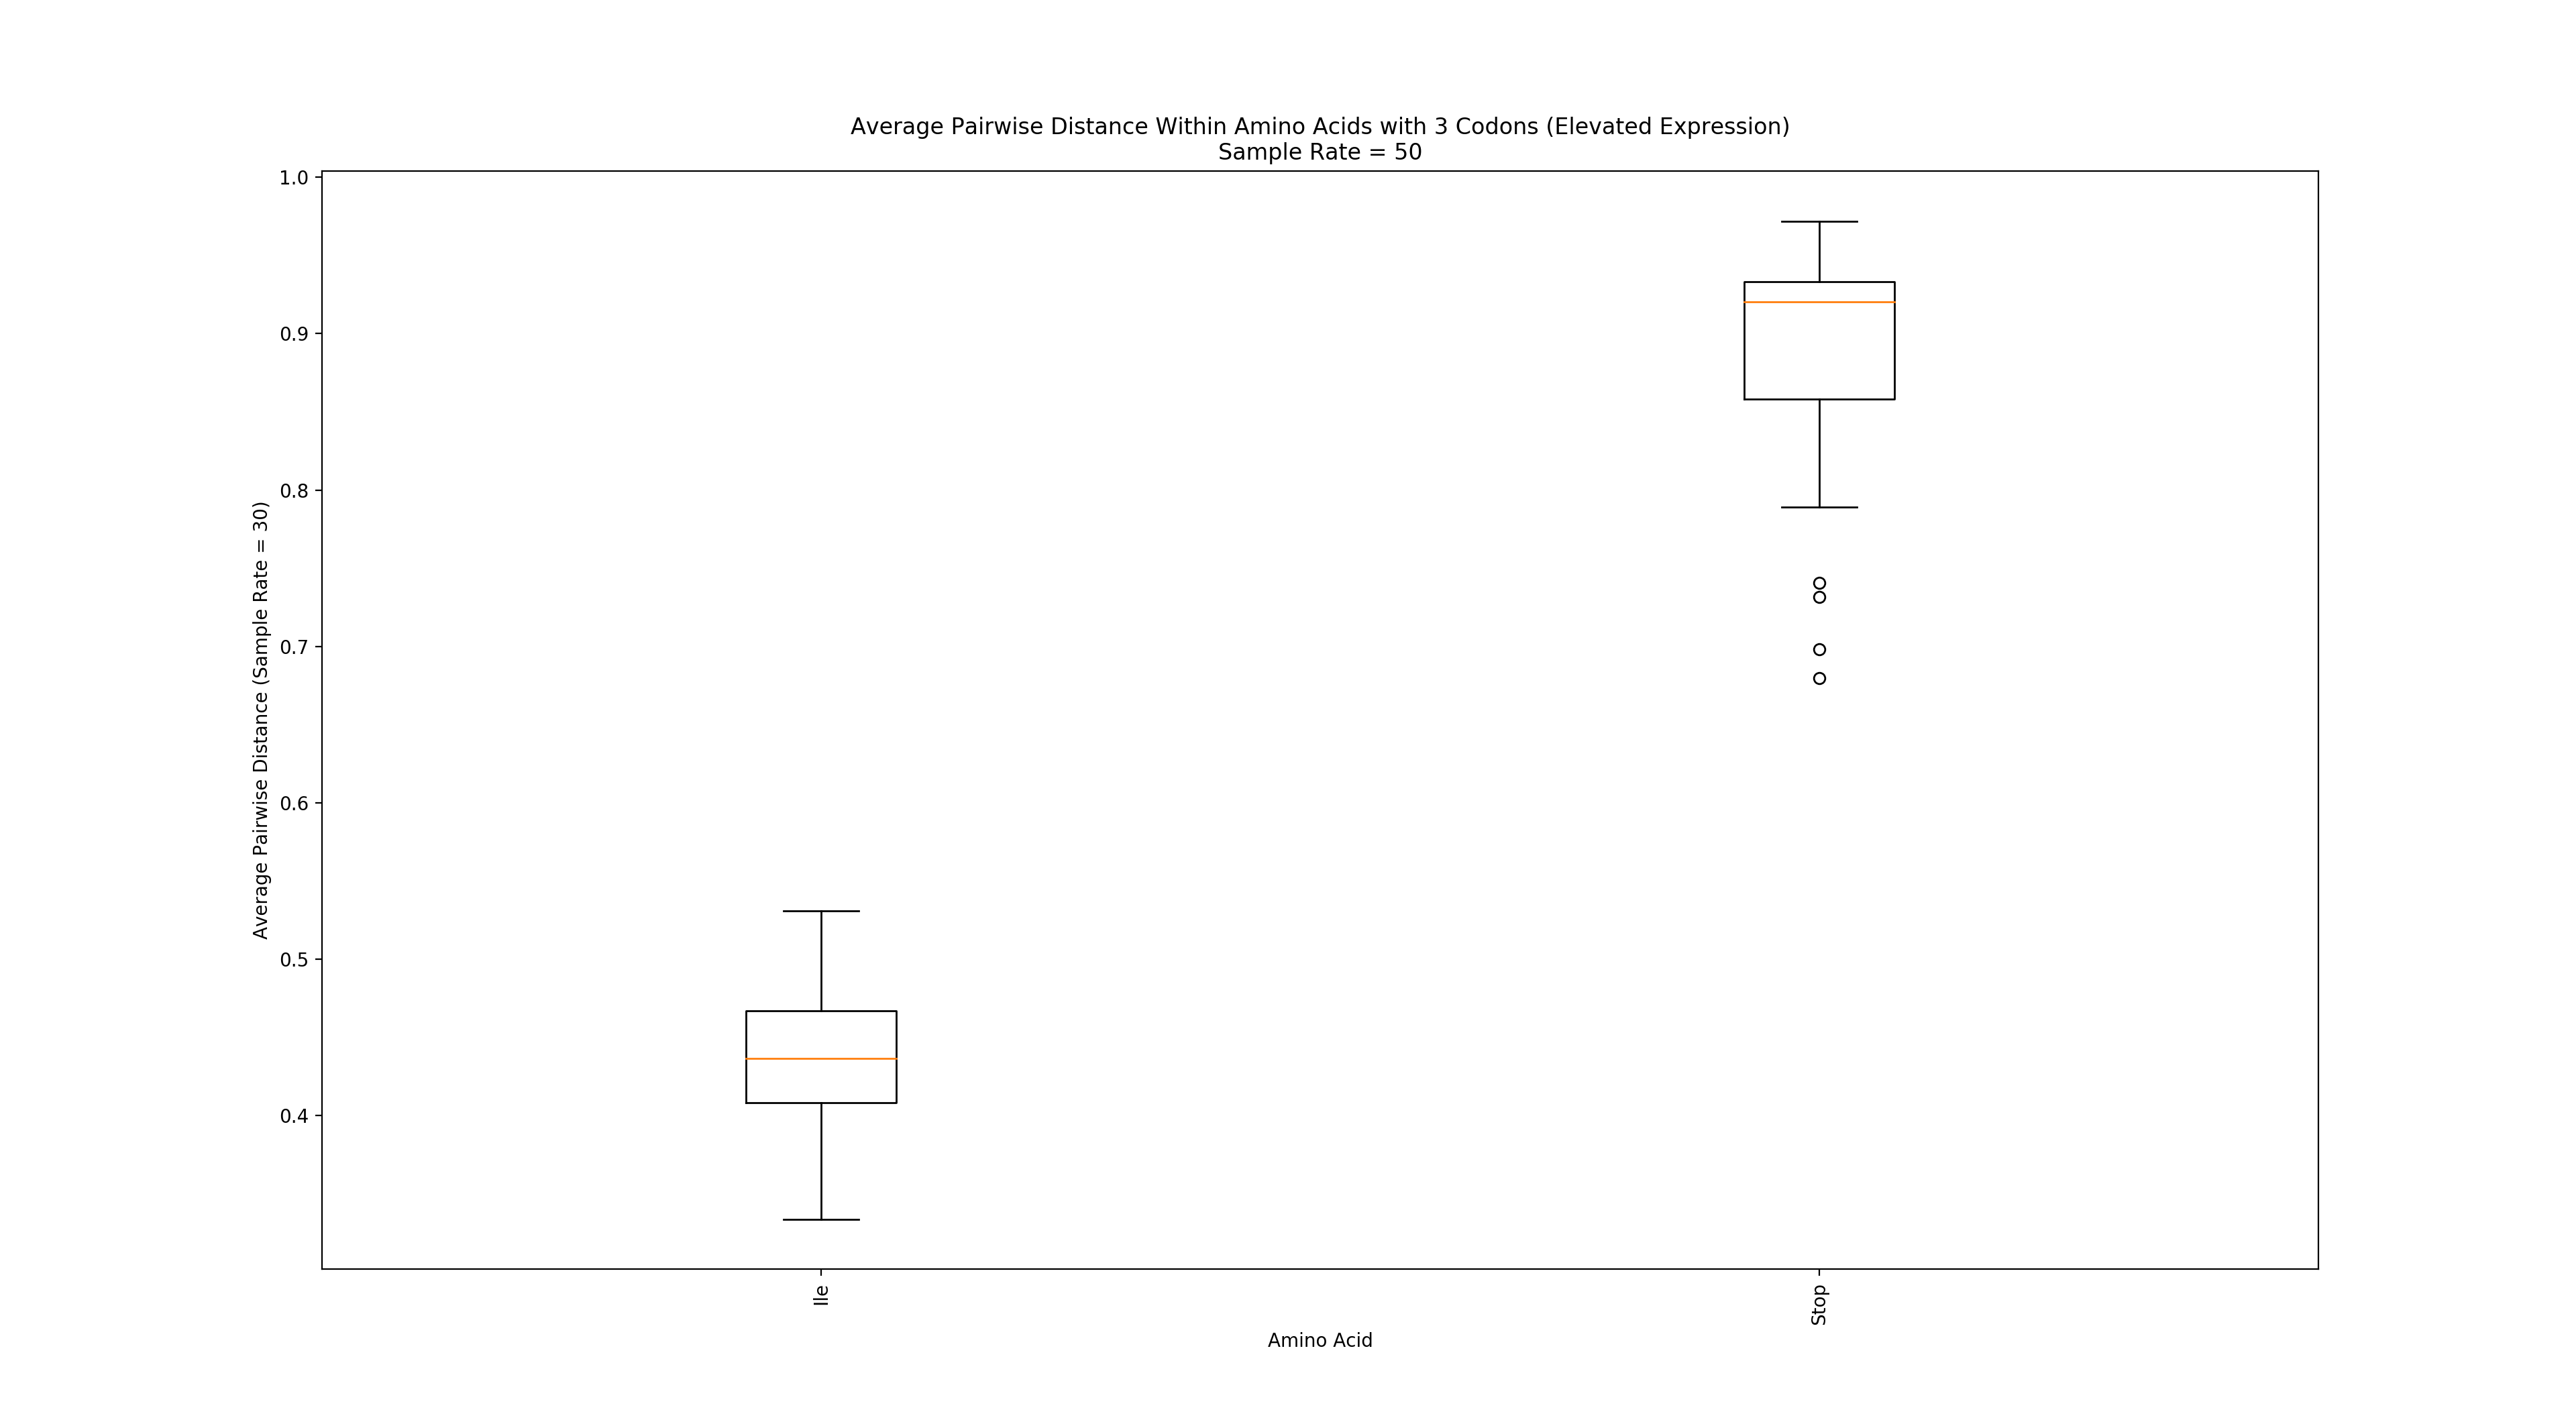 Average Pairwise Distance Within Amino Acids with 3 Codons (Elevated Expression)
Sample Rate = 50
1.0
0.9
0.8
0.7
0.6
0.5
0.4
Average Pairwise Distance (Sample Rate = 30)
Ile
Stop
Amino Acid